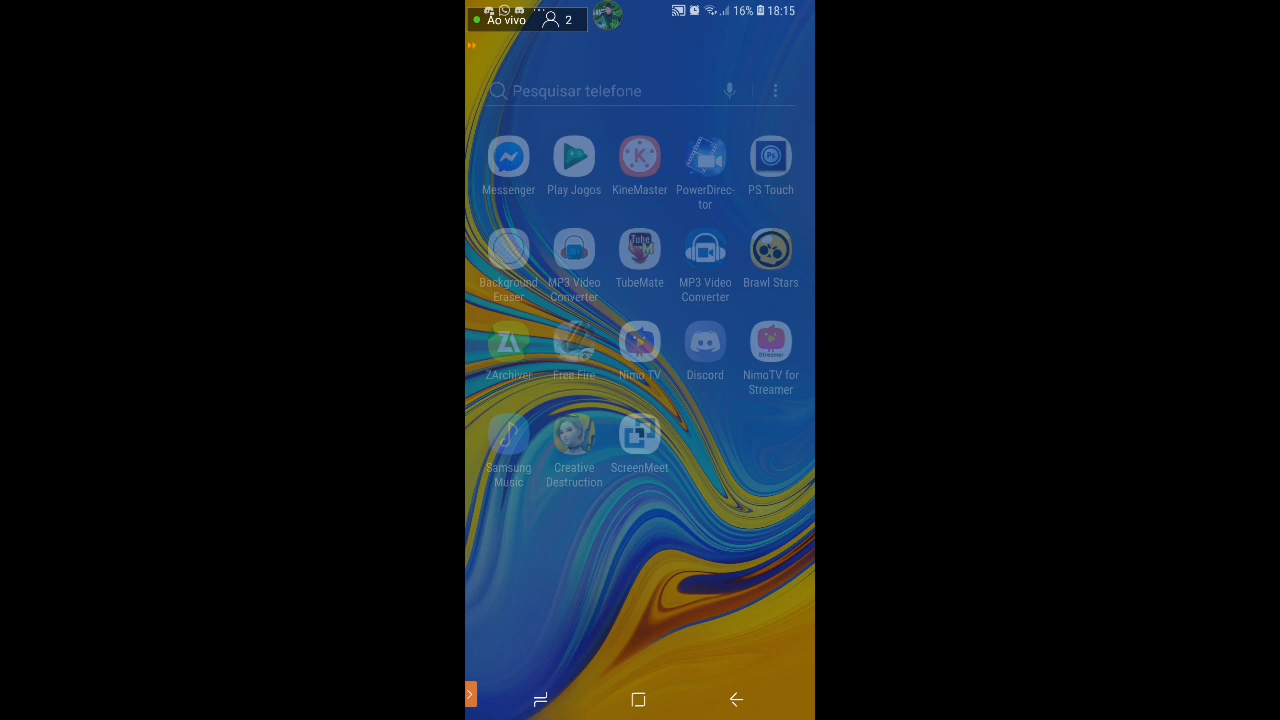 Ao vivo 2
16% 18:15
Pesquisar telefone
Messenger Play Jogos KineMaster PowerDirec-
tor PS Touch
Background
Eraser MP3 Video
Converter TubeMate MP3 Video
Converter Brawl Stars
ZArchiver Free Fire Nimo TV Discord NimoTV for
Streamer
Samsung
Music Creative
Destruction ScreenMeet